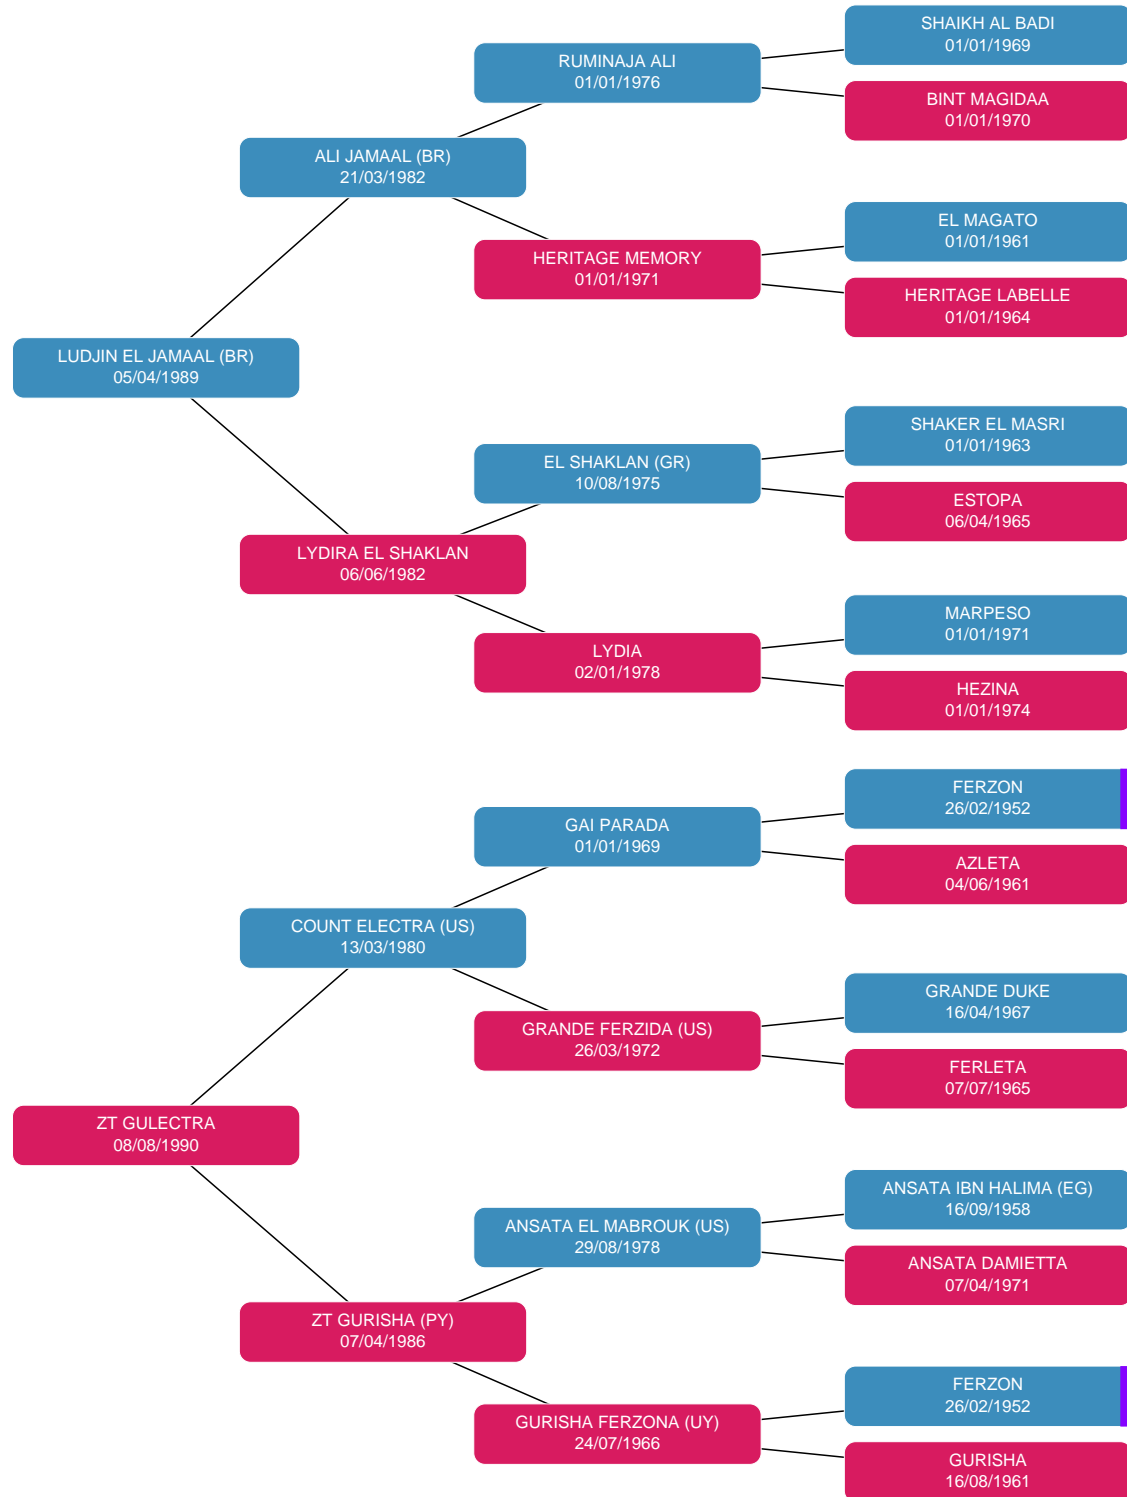 SHAIKH AL BADI
01/01/1969
RUMINAJA ALI
01/01/1976
BINT MAGIDAA
01/01/1970
ALI JAMAAL (BR)
21/03/1982
EL MAGATO
01/01/1961
HERITAGE MEMORY
01/01/1971
HERITAGE LABELLE
01/01/1964
LUDJIN EL JAMAAL (BR)
05/04/1989
SHAKER EL MASRI
01/01/1963
EL SHAKLAN (GR)
10/08/1975
ESTOPA
06/04/1965
LYDIRA EL SHAKLAN
06/06/1982
MARPESO
01/01/1971
LYDIA
02/01/1978
HEZINA
01/01/1974
FERZON
26/02/1952
GAI PARADA
01/01/1969
AZLETA
04/06/1961
COUNT ELECTRA (US)
13/03/1980
GRANDE DUKE
16/04/1967
GRANDE FERZIDA (US)
26/03/1972
FERLETA
07/07/1965
ZT GULECTRA
08/08/1990
ANSATA IBN HALIMA (EG)
16/09/1958
ANSATA EL MABROUK (US)
29/08/1978
ANSATA DAMIETTA
07/04/1971
ZT GURISHA (PY)
07/04/1986
FERZON
26/02/1952
GURISHA FERZONA (UY)
24/07/1966
GURISHA
16/08/1961